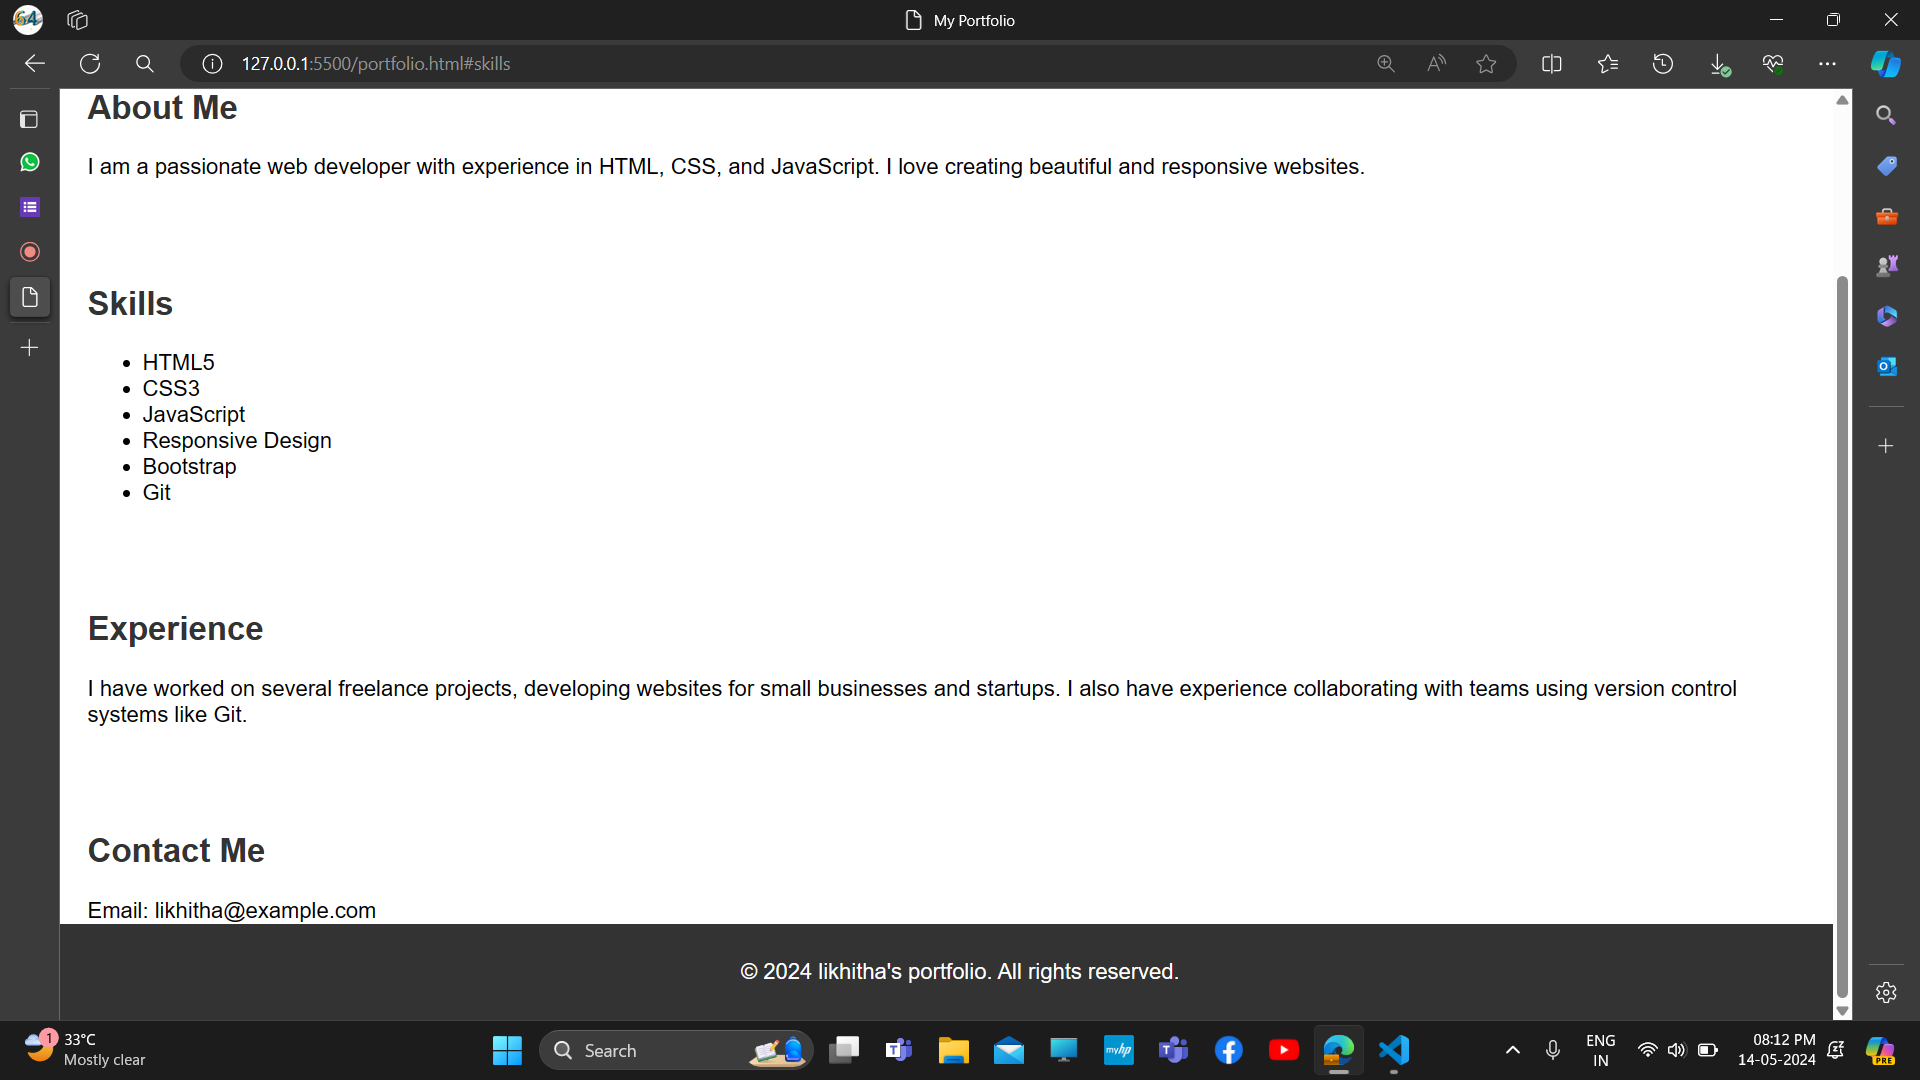 My Portfolio
127.0.0.1:5500/portfolio.html#skills
About Me
I am a passionate web developer with experience in HTML, CSS, and JavaScript. I love creating beautiful and responsive websites.
Skills
HTML5
CSS3
JavaScript
Responsive Design
Bootstrap
Git
Experience
I have worked on several freelance projects, developing websites for small businesses and startups. I also have experience collaborating with teams using version control
systems like Git.
Contact Me
Email: likhitha@example.com
© 2024 likhitha's portfolio. All rights reserved.
1
33°C
Mostly clear
Search
myhp
ENG
IN
08:12 PM
14-05-2024
PRE